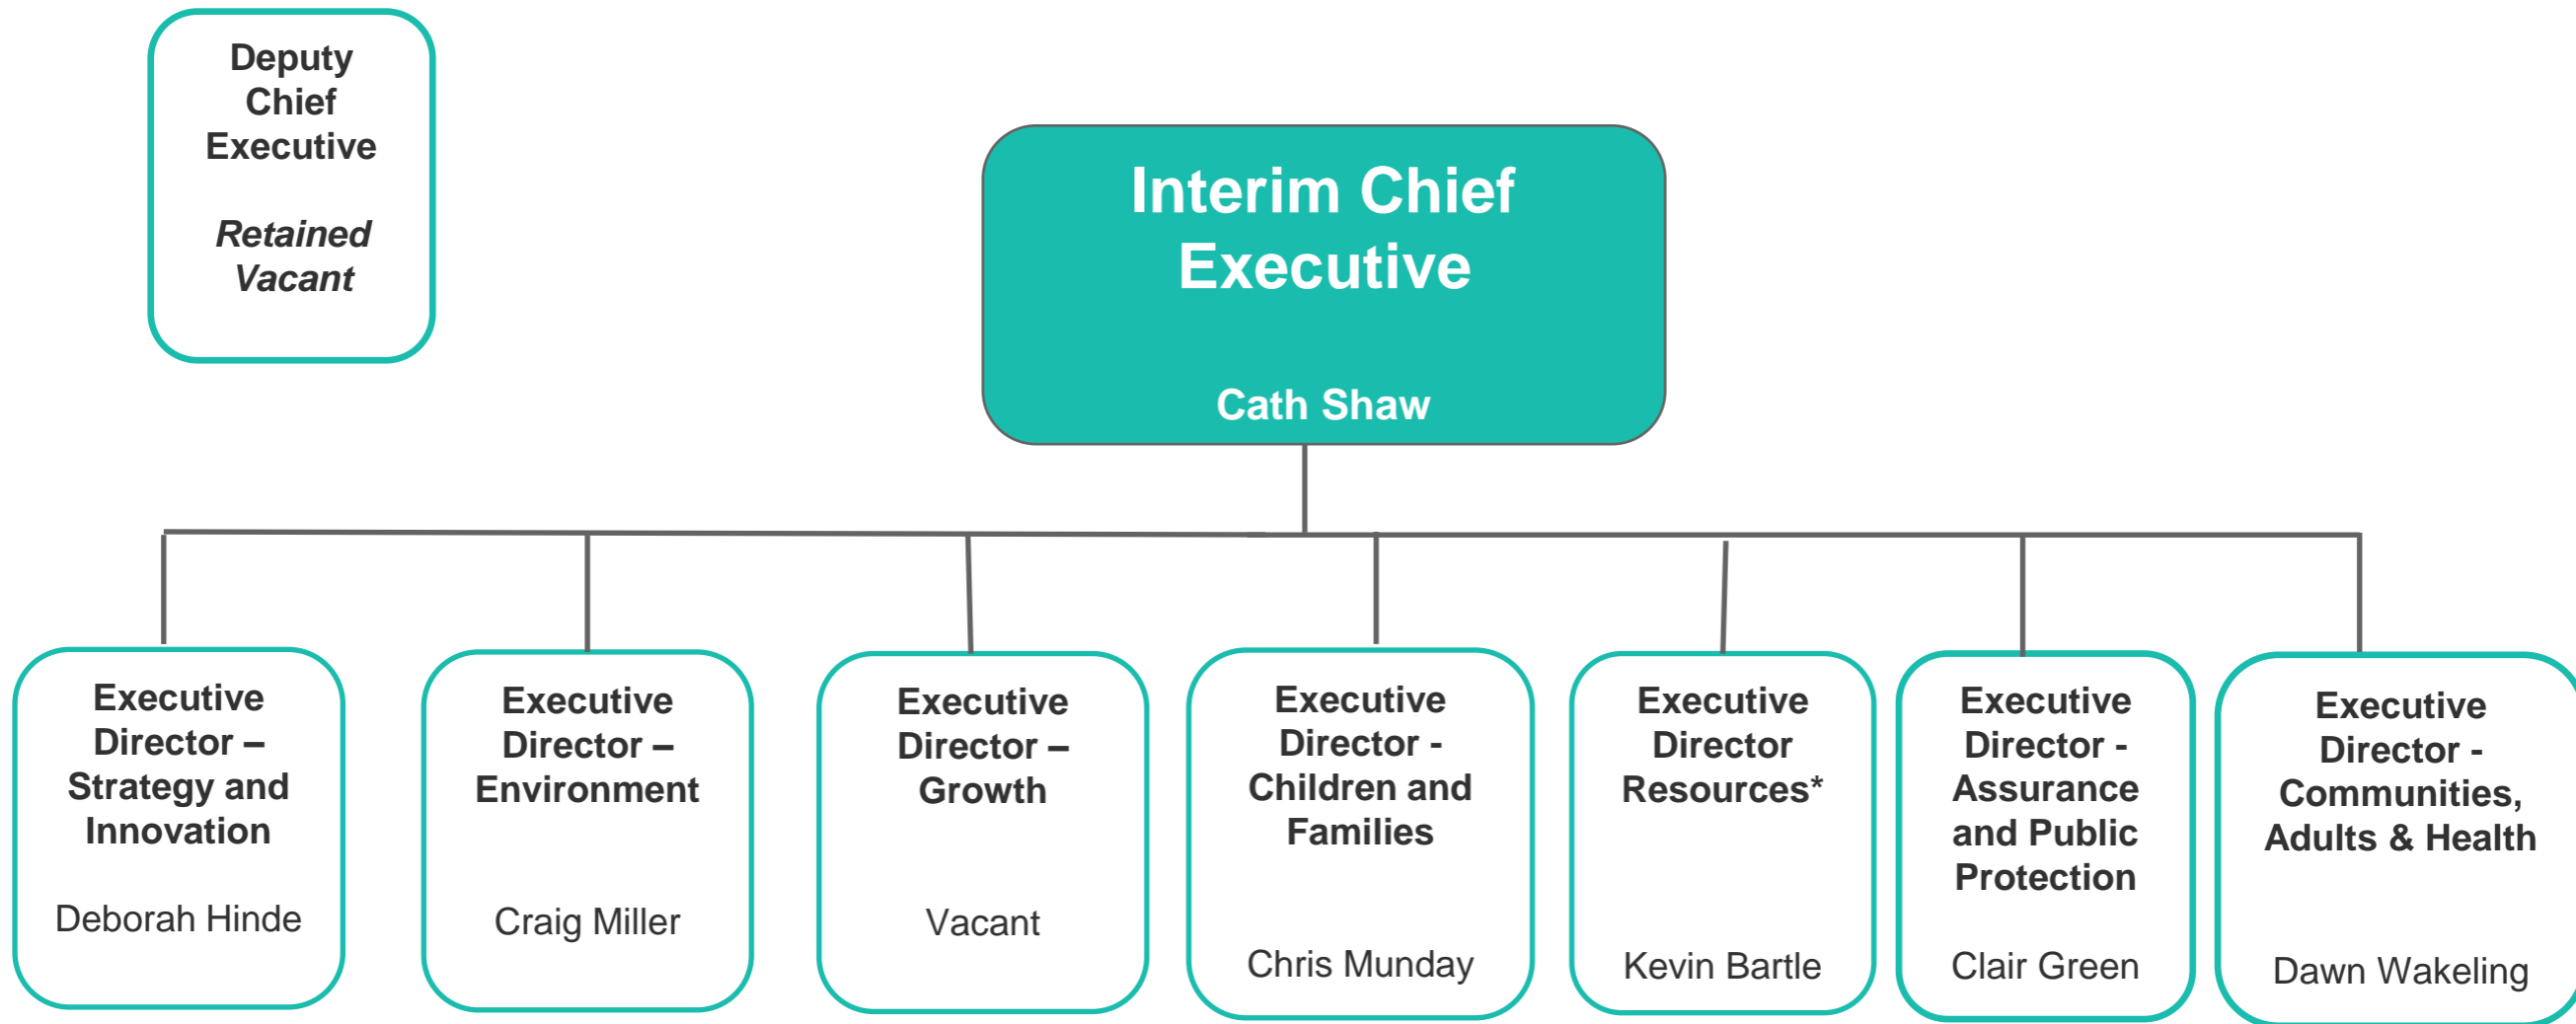 Deputy
Chief
Executive
Retained
Vacant
Interim Chief
Executive
Cath Shaw
Executive
Director –
Strategy and
Innovation
Deborah Hinde
Executive
Director –
Environment
Craig Miller
Executive
Director –
Growth
Vacant
Executive
Director -
Children and
Families
Chris Munday
Executive
Director
Resources*
Kevin Bartle
Executive
Director -
Assurance
and Public
Protection
Clair Green
Executive
Director -
Communities,
Adults & Health
Dawn Wakeling